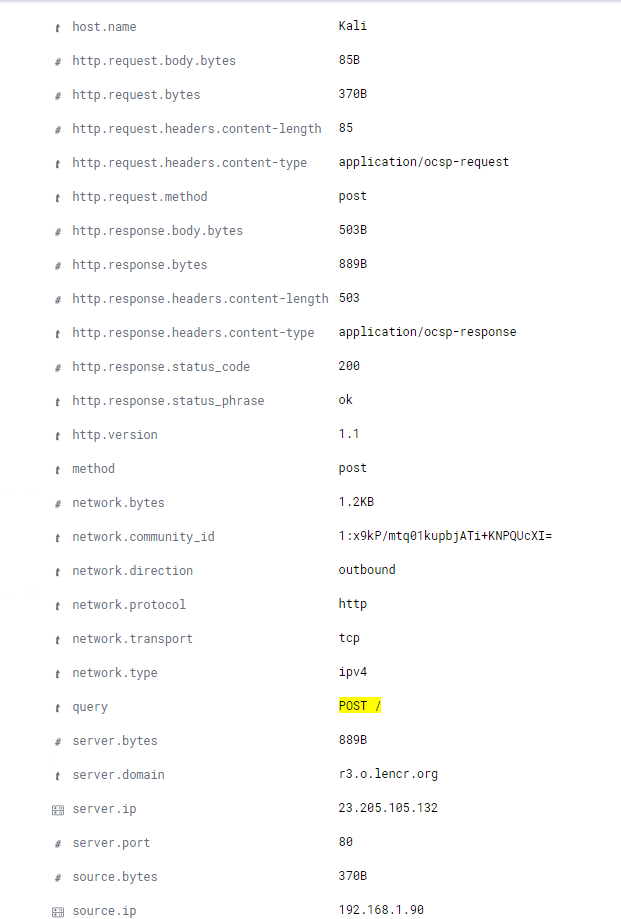 t host.name Kali
# http.request.body.bytes 85B
# http.request.bytes 370B
# http.request.headers.content-length 85
t http.request.headers.content-type application/ocsp-request
t http.request.method post
# http.response.body.bytes 503B
# http.response.bytes 889B
# http.response.headers.content-length 503
t http.response.headers.content-type application/ocsp-response
# http.response.status_code 200
t http.response.status_phrase ok
t http.version 1.1
t method post
# network.bytes 1.2KB
t network.community_id 1:x9kP/mtq01kupbjATi+KNPQUcXI=
t network.direction outbound
t network.protocol http
t network.transport tcp
t network.type ipv4
t query POST /
# server.bytes 889B
t server.domain r3.o.lencr.org
server.ip 23.205.105.132
# server.port 80
# source.bytes 370B
source.ip 192.168.1.90